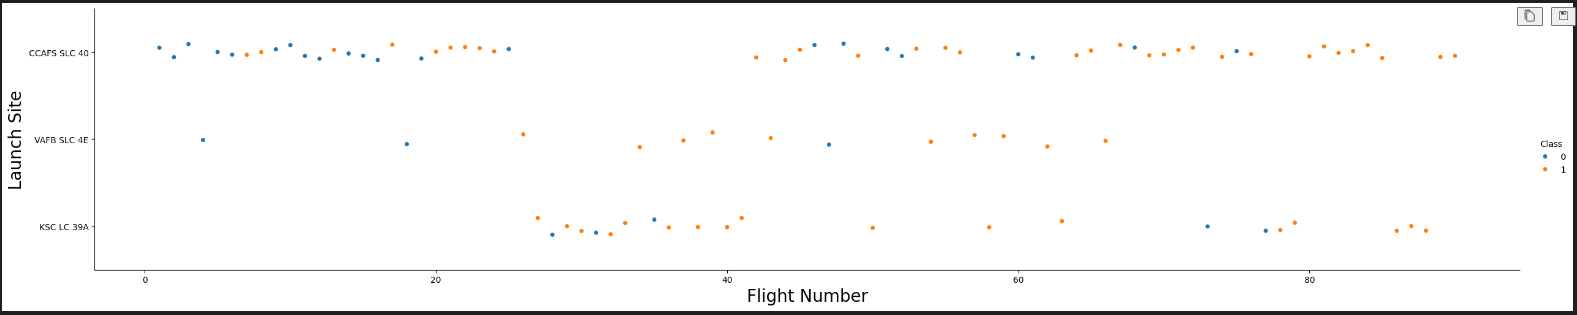 Launch Site
CCAFS SLC 40
VAFB SLC 4E
KSC LC 39A
0 20 40 60 80
Flight Number
Class
0
1